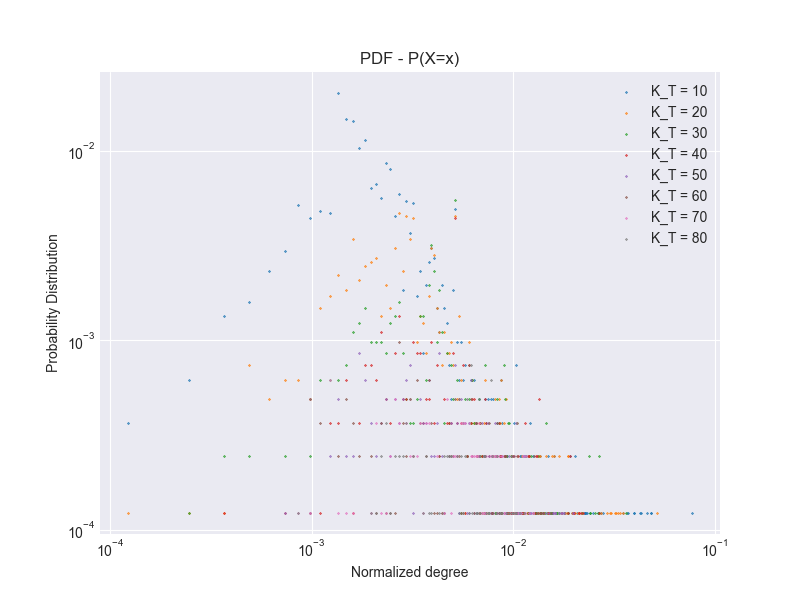 PDF - P(X=x)
K_T = 10
K_T = 20
K_T = 30
K_T = 40
K_T = 50
K_T = 60
K_T = 70
K_T = 80
Probability Distribution
10⁻²
10⁻³
10⁻⁴
10⁻⁴
10⁻³
10⁻²
10⁻¹
Normalized degree